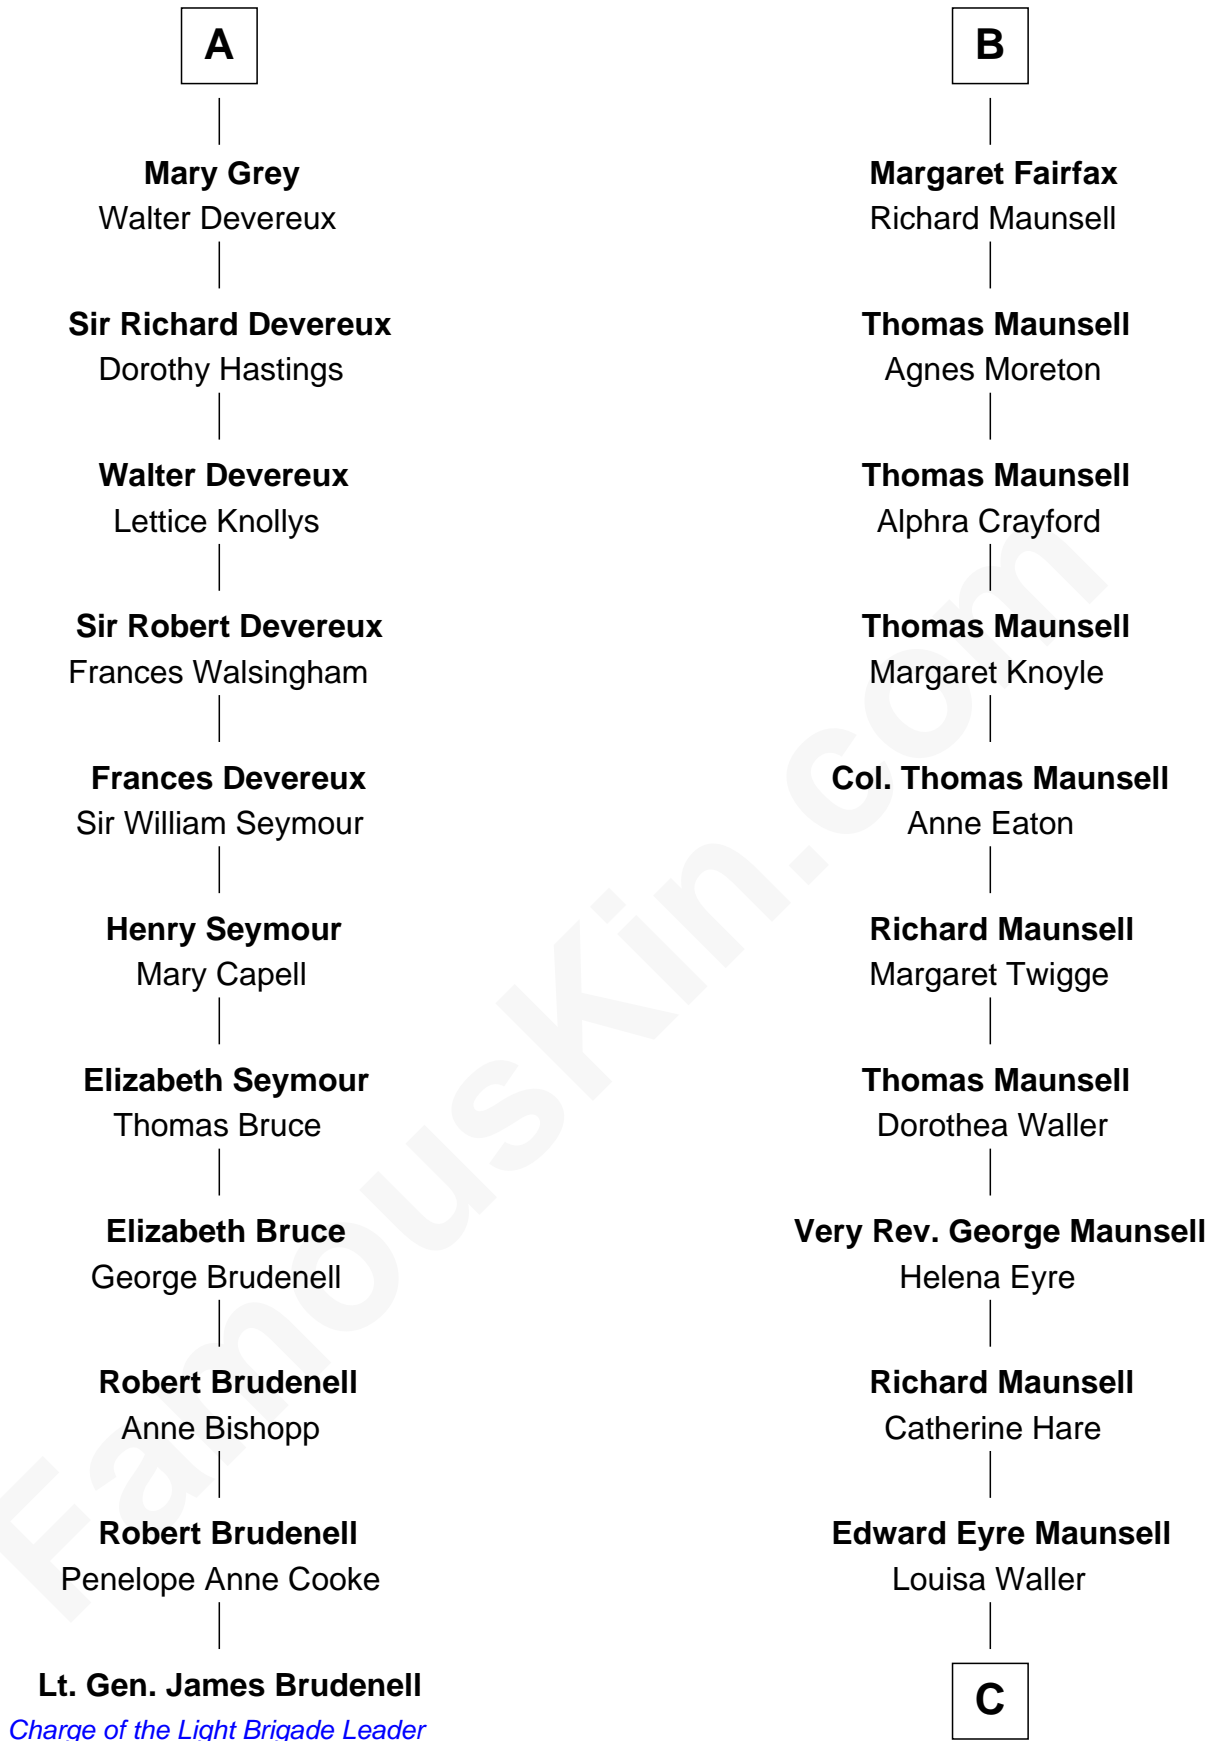 A
Mary Grey
Walter Devereux
Sir Richard Devereux
Dorothy Hastings
Walter Devereux
Lettice Knollys
Sir Robert Devereux
Frances Walsingham
Frances Devereux
Sir William Seymour
Henry Seymour
Mary Capell
Elizabeth Seymour
Thomas Bruce
Elizabeth Bruce
George Brudenell
Robert Brudenell
Anne Bishopp
Robert Brudenell
Penelope Anne Cooke
Lt. Gen. James Brudenell
Charge of the Light Brigade Leader
B
Margaret Fairfax
Richard Maunsell
Thomas Maunsell
Agnes Moreton
Thomas Maunsell
Alphra Crayford
Thomas Maunsell
Margaret Knoyle
Col. Thomas Maunsell
Anne Eaton
Richard Maunsell
Margaret Twigge
Thomas Maunsell
Dorothea Waller
Very Rev. George Maunsell
Helena Eyre
Richard Maunsell
Catherine Hare
Edward Eyre Maunsell
Louisa Waller
C
FamousKin.com